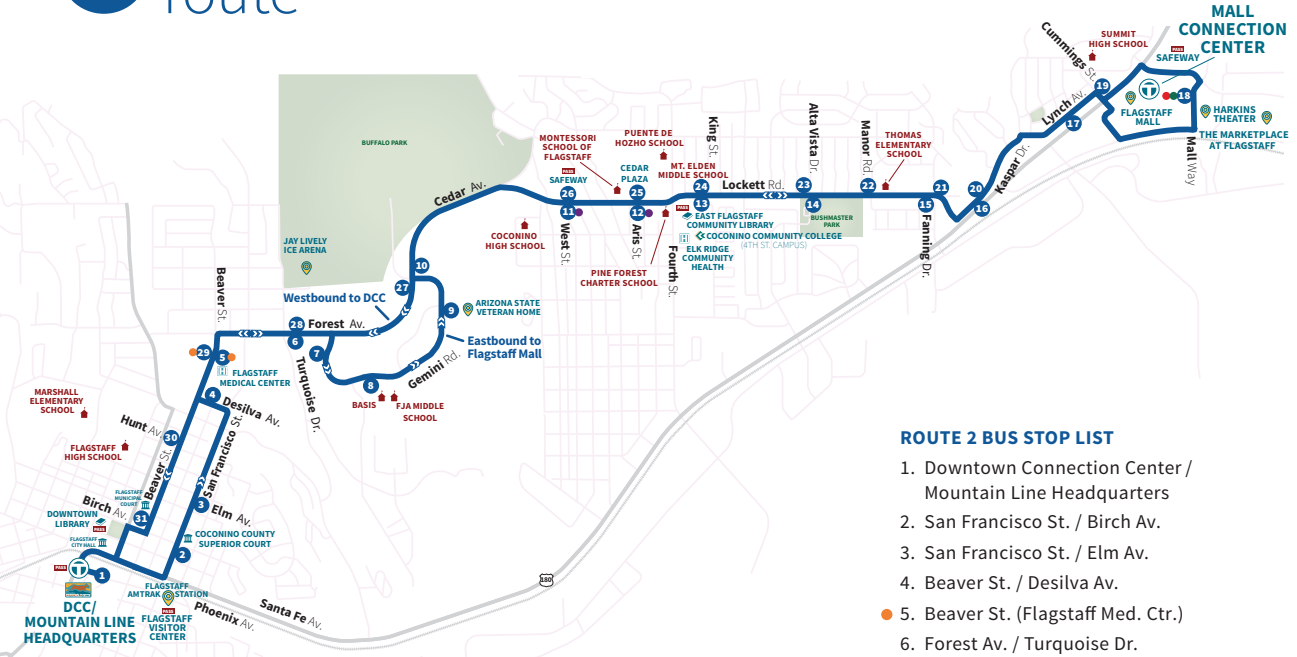 route
MALL
CONNECTION
CENTER
SUMMIT
HIGH SCHOOL
PASS
SAFEWAY
Cummings St.
19
18
FLAGSTAFF
MALL
HARKINS
THEATER
THE MARKETPLACE
AT FLAGSTAFF
Mall Way
Lynch Av.
17
Kaspar Dr.
BUFFALO PARK
MONTESSORI
SCHOOL OF
FLAGSTAFF
PUENTE DE
HOZHO SCHOOL
King St.
Alta Vista Dr.
Manor Rd.
THOMAS
ELEMENTARY
SCHOOL
PASS
SAFEWAY
CEDAR
PLAZA
MT. ELDEN
MIDDLE SCHOOL
Cedar Av.
26
25
24
Lockett Rd.
23
22
21
20
11
12
13
14
15
16
PASS
EAST FLAGSTAFF
COMMUNITY LIBRARY
BUSHMASTER
PARK
COCONINO COMMUNITY COLLEGE
(4TH ST. CAMPUS)
ELK RIDGE
COMMUNITY
HEALTH
COCONINO
HIGH SCHOOL
West St.
Aris St.
Fourth St.
Fanning Dr.
PINE FOREST
CHARTER SCHOOL
JAY LIVELY
ICE ARENA
10
27
Beaver St.
Westbound to DCC
9
ARIZONA STATE
VETERAN HOME
28
Forest Av.
6
7
Eastbound to
Flagstaff Mall
29
5
Gemini Rd.
FLAGSTAFF
MEDICAL CENTER
Turquoise Dr.
8
BASIS
FJA MIDDLE
SCHOOL
MARSHALL
ELEMENTARY
SCHOOL
4
Desilva Av.
Hunt Av.
30
FLAGSTAFF
HIGH SCHOOL
Beaver St.
San Francisco St.
FLAGSTAFF
MUNICIPAL
COURT
Birch Av.
3
Elm Av.
31
DOWNTOWN
LIBRARY
PASS
FLAGSTAFF
CITY HALL
COCONINO COUNTY
SUPERIOR COURT
2
PASS
1
180
FLAGSTAFF
AMTRAK STATION
PASS
FLAGSTAFF
VISITOR
CENTER
DCC/
MOUNTAIN LINE
HEADQUARTERS
Phoenix Av.
Santa Fe Av.
ROUTE 2 BUS STOP LIST
1. Downtown Connection Center /
Mountain Line Headquarters
2. San Francisco St. / Birch Av.
3. San Francisco St. / Elm Av.
4. Beaver St. / Desilva Av.
5. Beaver St. (Flagstaff Med. Ctr.)
6. Forest Av. / Turquoise Dr.